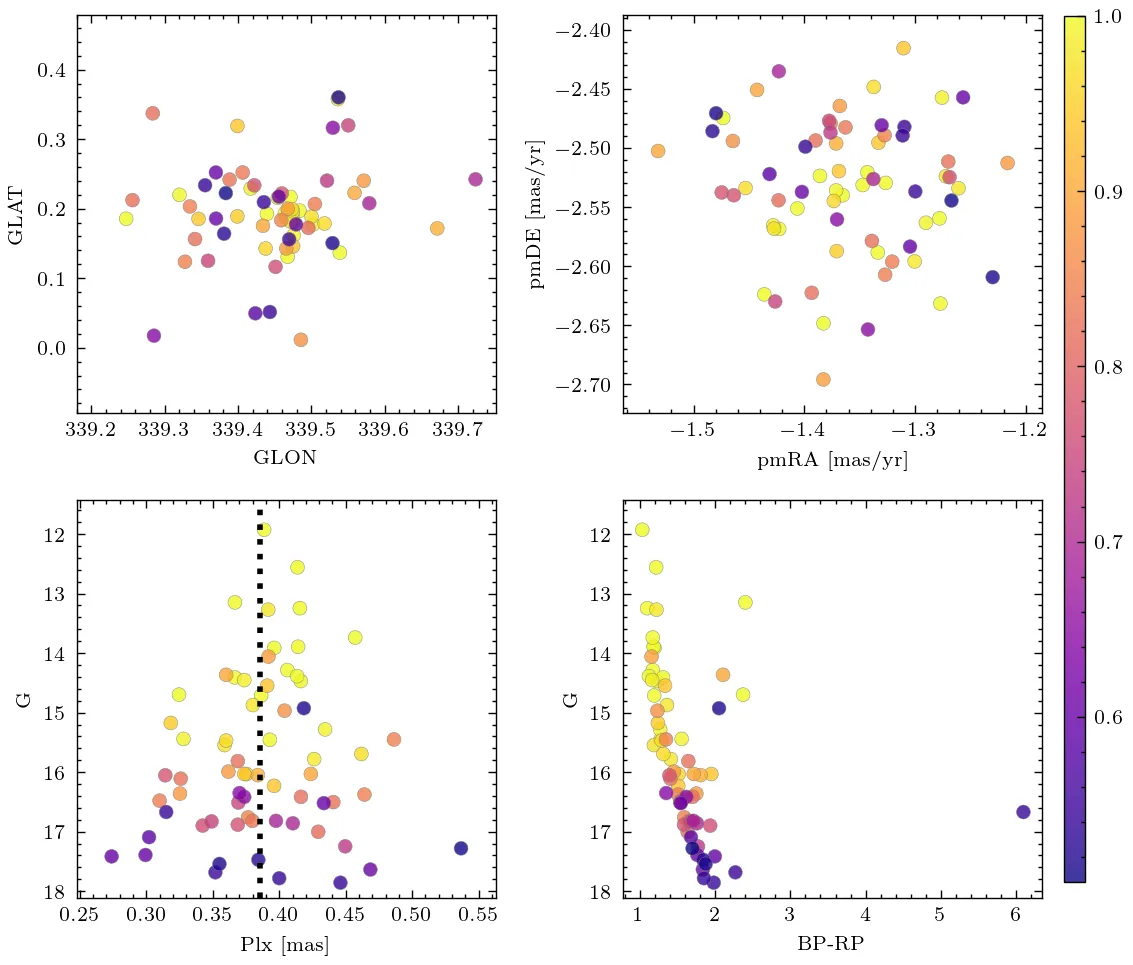 GLAT
0.4
0.3
0.2
0.1
0.0
339.2 339.3 339.4 339.5 339.6 339.7
GLON
pmDE [mas/yr]
−2.40
−2.45
−2.50
−2.55
−2.60
−2.65
−2.70
−1.5 −1.4 −1.3 −1.2
pmRA [mas/yr]
1.0
0.9
0.8
0.7
0.6
G
12
13
14
15
16
17
18
0.25 0.30 0.35 0.40 0.45 0.50 0.55
Plx [mas]
G
12
13
14
15
16
17
18
1 2 3 4 5 6
BP-RP